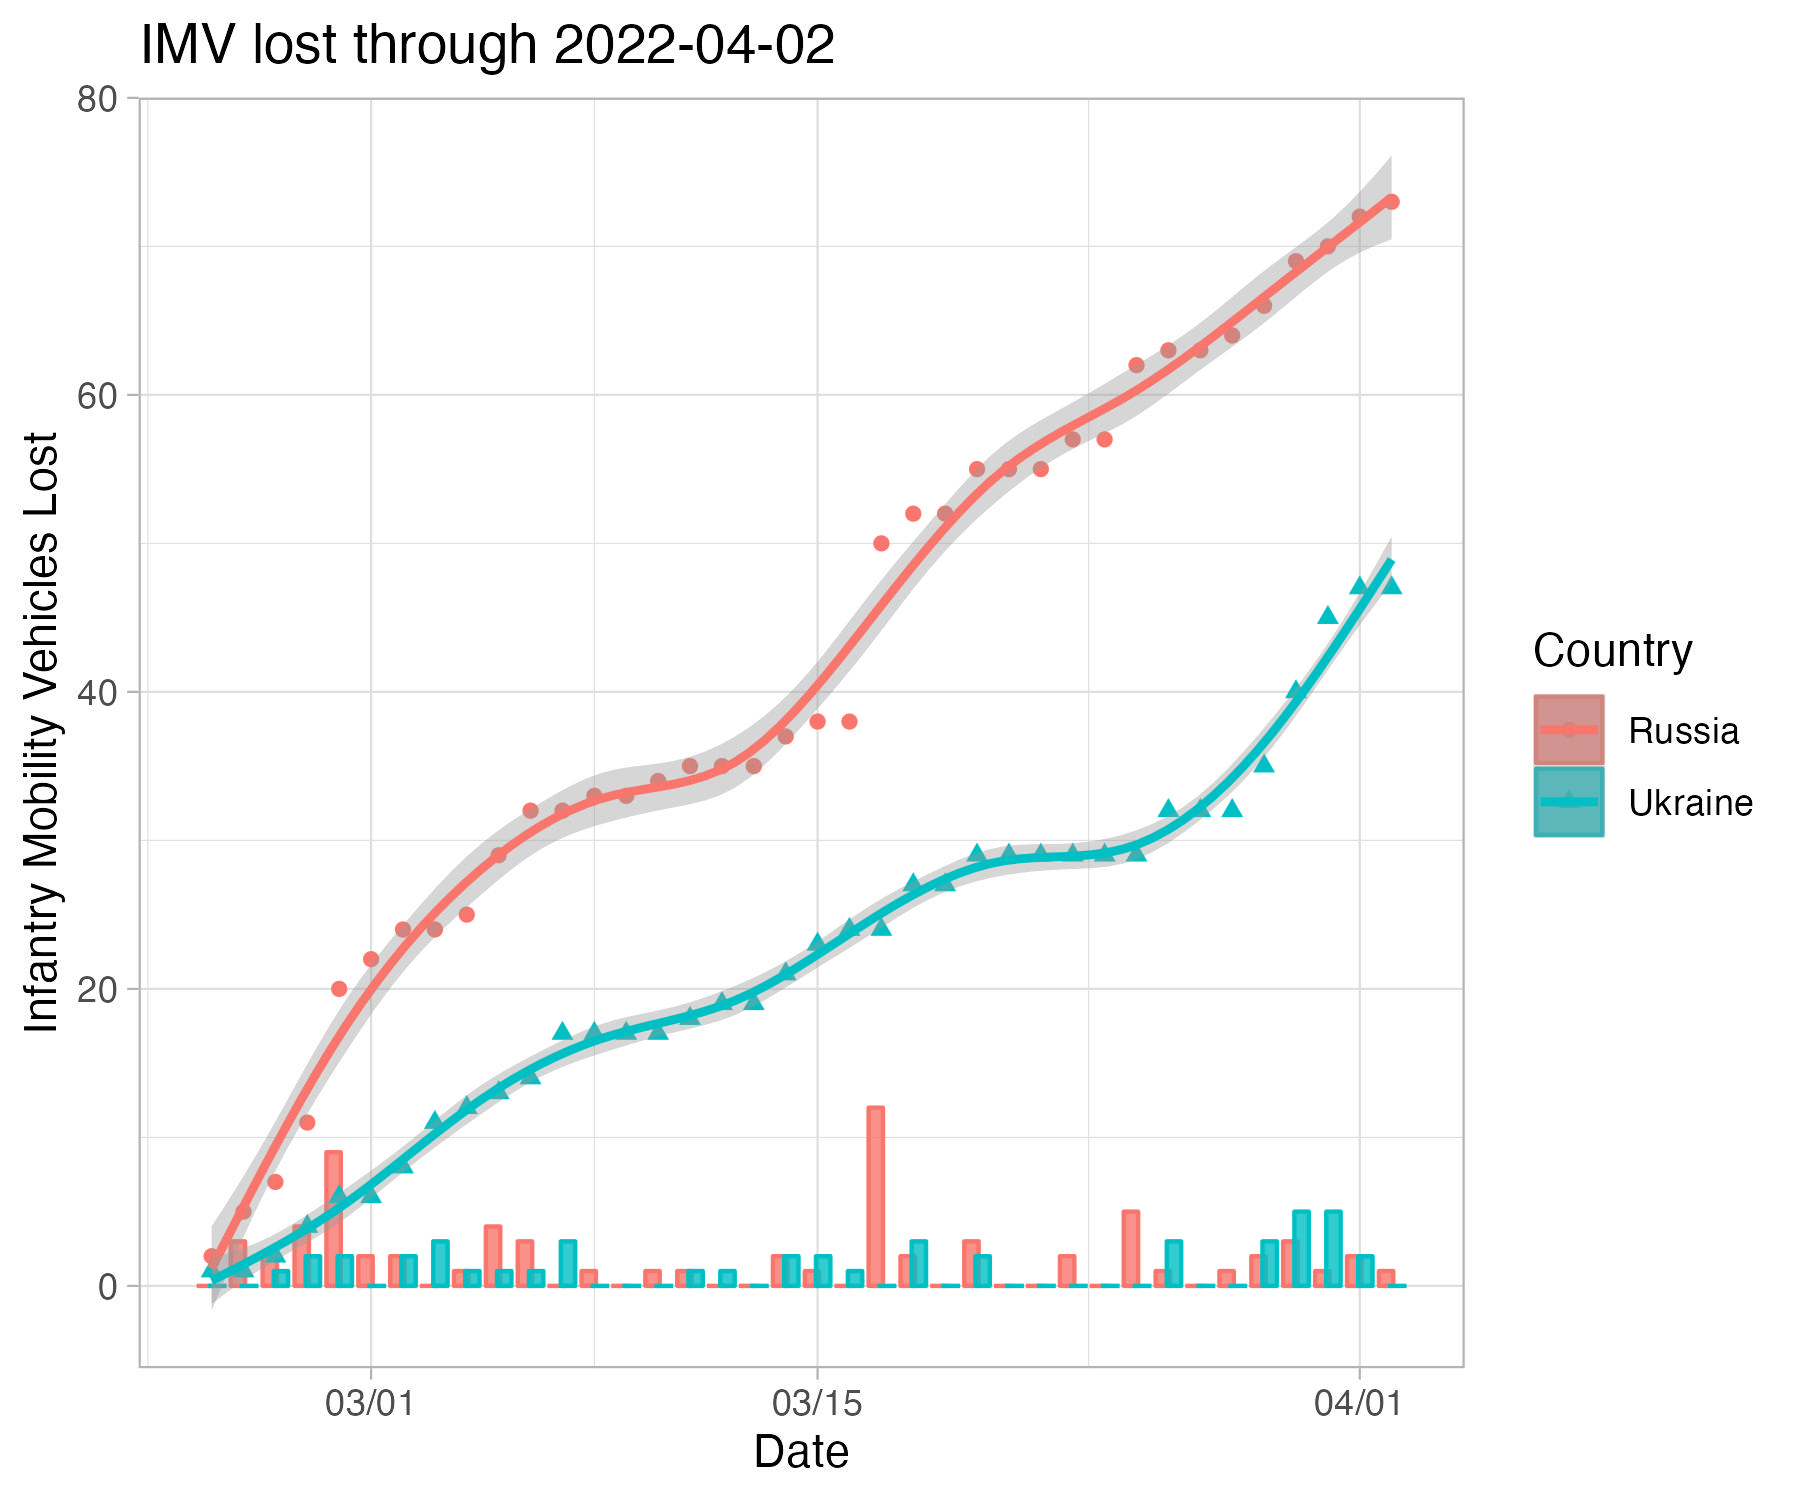 IMV lost through 2022-04-02
Infantry Mobility Vehicles Lost
80
60
40
20
0
03/01
03/15
04/01
Date
Country
Russia
Ukraine